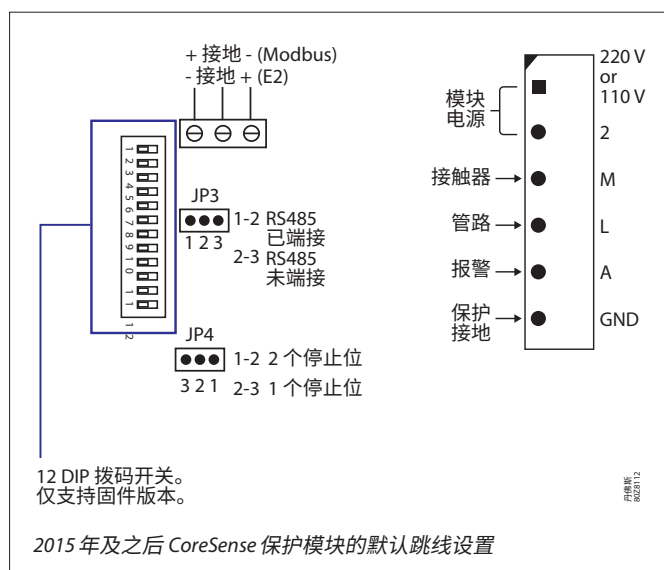 + 接地 - (Modbus)
- 接地 + (E2)
1
2
3
4
5
6
7
8
9
10
11
12
JP3
1 2 3
1-2 RS485
已端接
2-3 RS485
未端接
JP4
3 2 1
1-2 2 个停止位
2-3 1 个停止位
12 DIP 拨码开关。
仅支持固件版本。
模块
电源
220 V
or
110 V
2
接触器
M
管路
L
报警
A
保护
接地
GND
丹佛斯
80Z8112
2015 年及之后 CoreSense 保护模块的默认跳线设置